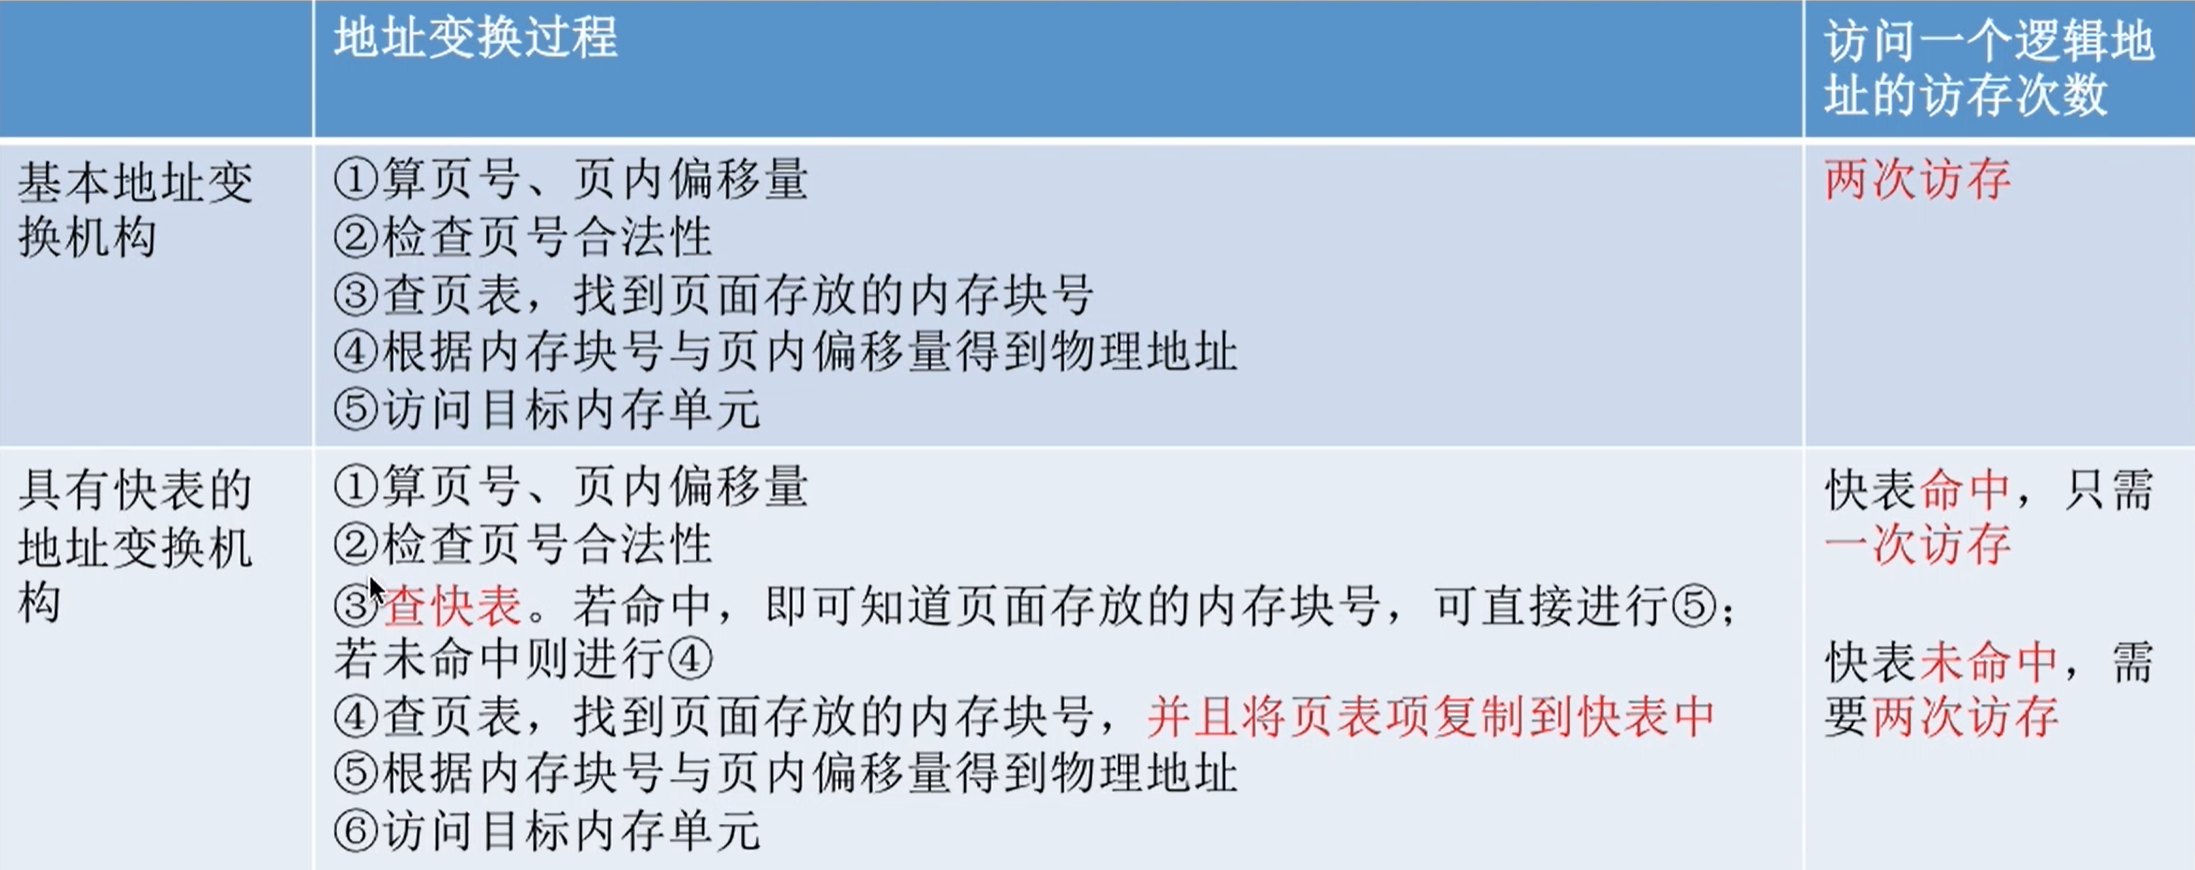 地址变换过程
访问一个逻辑地
址的访存次数
基本地址变
换机构
①算页号、页内偏移量
②检查页号合法性
③查页表，找到页面存放的内存块号
④根据内存块号与页内偏移量得到物理地址
⑤访问目标内存单元
两次访存
具有快表的
地址变换机
构
①算页号、页内偏移量
②检查页号合法性
③查快表。若命中，即可知道页面存放的内存块号，可直接进行⑤；
若未命中则进行④
④查页表，找到页面存放的内存块号，并且将页表项复制到快表中
⑤根据内存块号与页内偏移量得到物理地址
⑥访问目标内存单元
快表命中，只需
一次访存
快表未命中，需
要两次访存